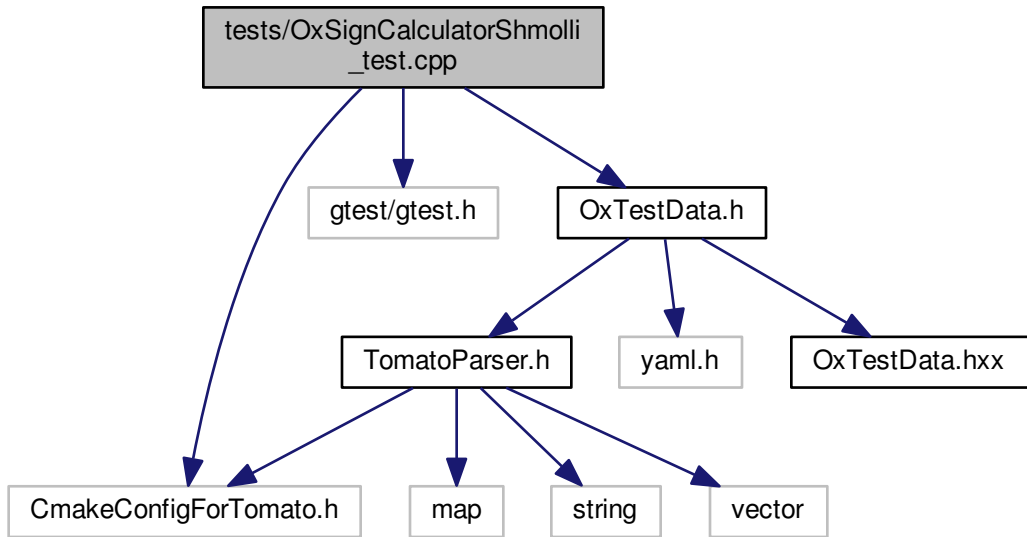 tests/OxSignCalculatorShmolli
_test.cpp
gtest/gtest.h
OxTestData.h
TomatoParser.h
yaml.h
OxTestData.hxx
CmakeConfigForTomato.h
map
string
vector